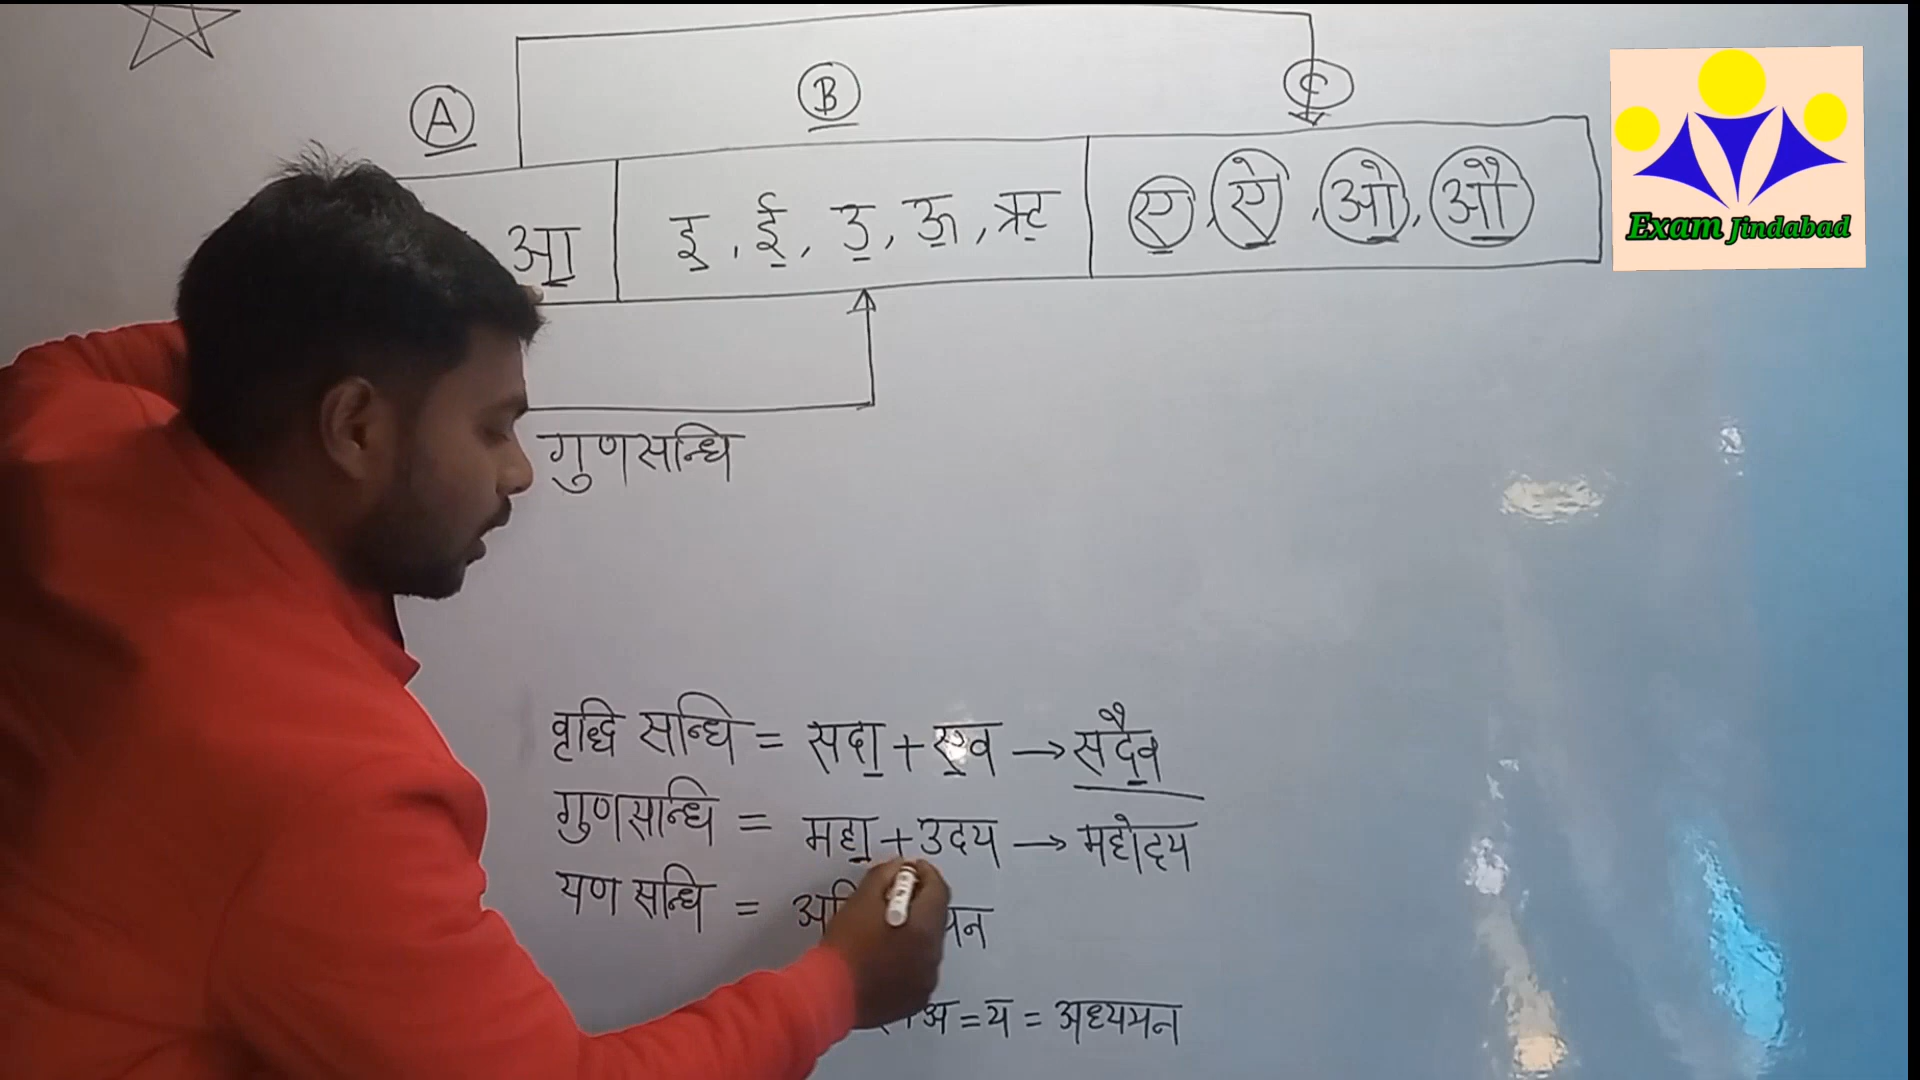 A B C
आ इ, ई, उ, ऊ, ऋ ए, ऐ, ओ, औ
Exam Jindabad
गुणसन्धि
वृद्धि सन्धि = सदा + एव → सदैव
गुणसन्धि = महा + उदय → महोदय
यण सन्धि =
अ = य = अध्ययन